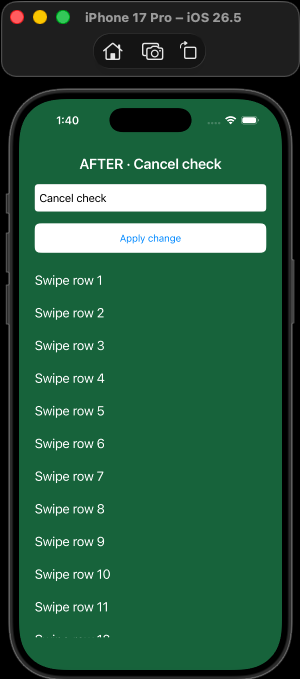 iPhone 17 Pro – iOS 26.5
1:40
AFTER · Cancel check
Cancel check
Apply change
Swipe row 1
Swipe row 2
Swipe row 3
Swipe row 4
Swipe row 5
Swipe row 6
Swipe row 7
Swipe row 8
Swipe row 9
Swipe row 10
Swipe row 11